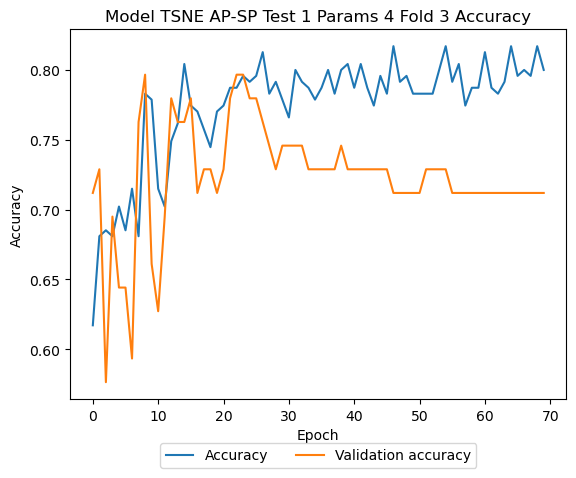 Model TSNE AP-SP Test 1 Params 4 Fold 3 Accuracy
0.80
0.75
0.70
0.65
0.60
Accuracy
0 10 20 30 40 50 60 70
Epoch
Accuracy Validation accuracy